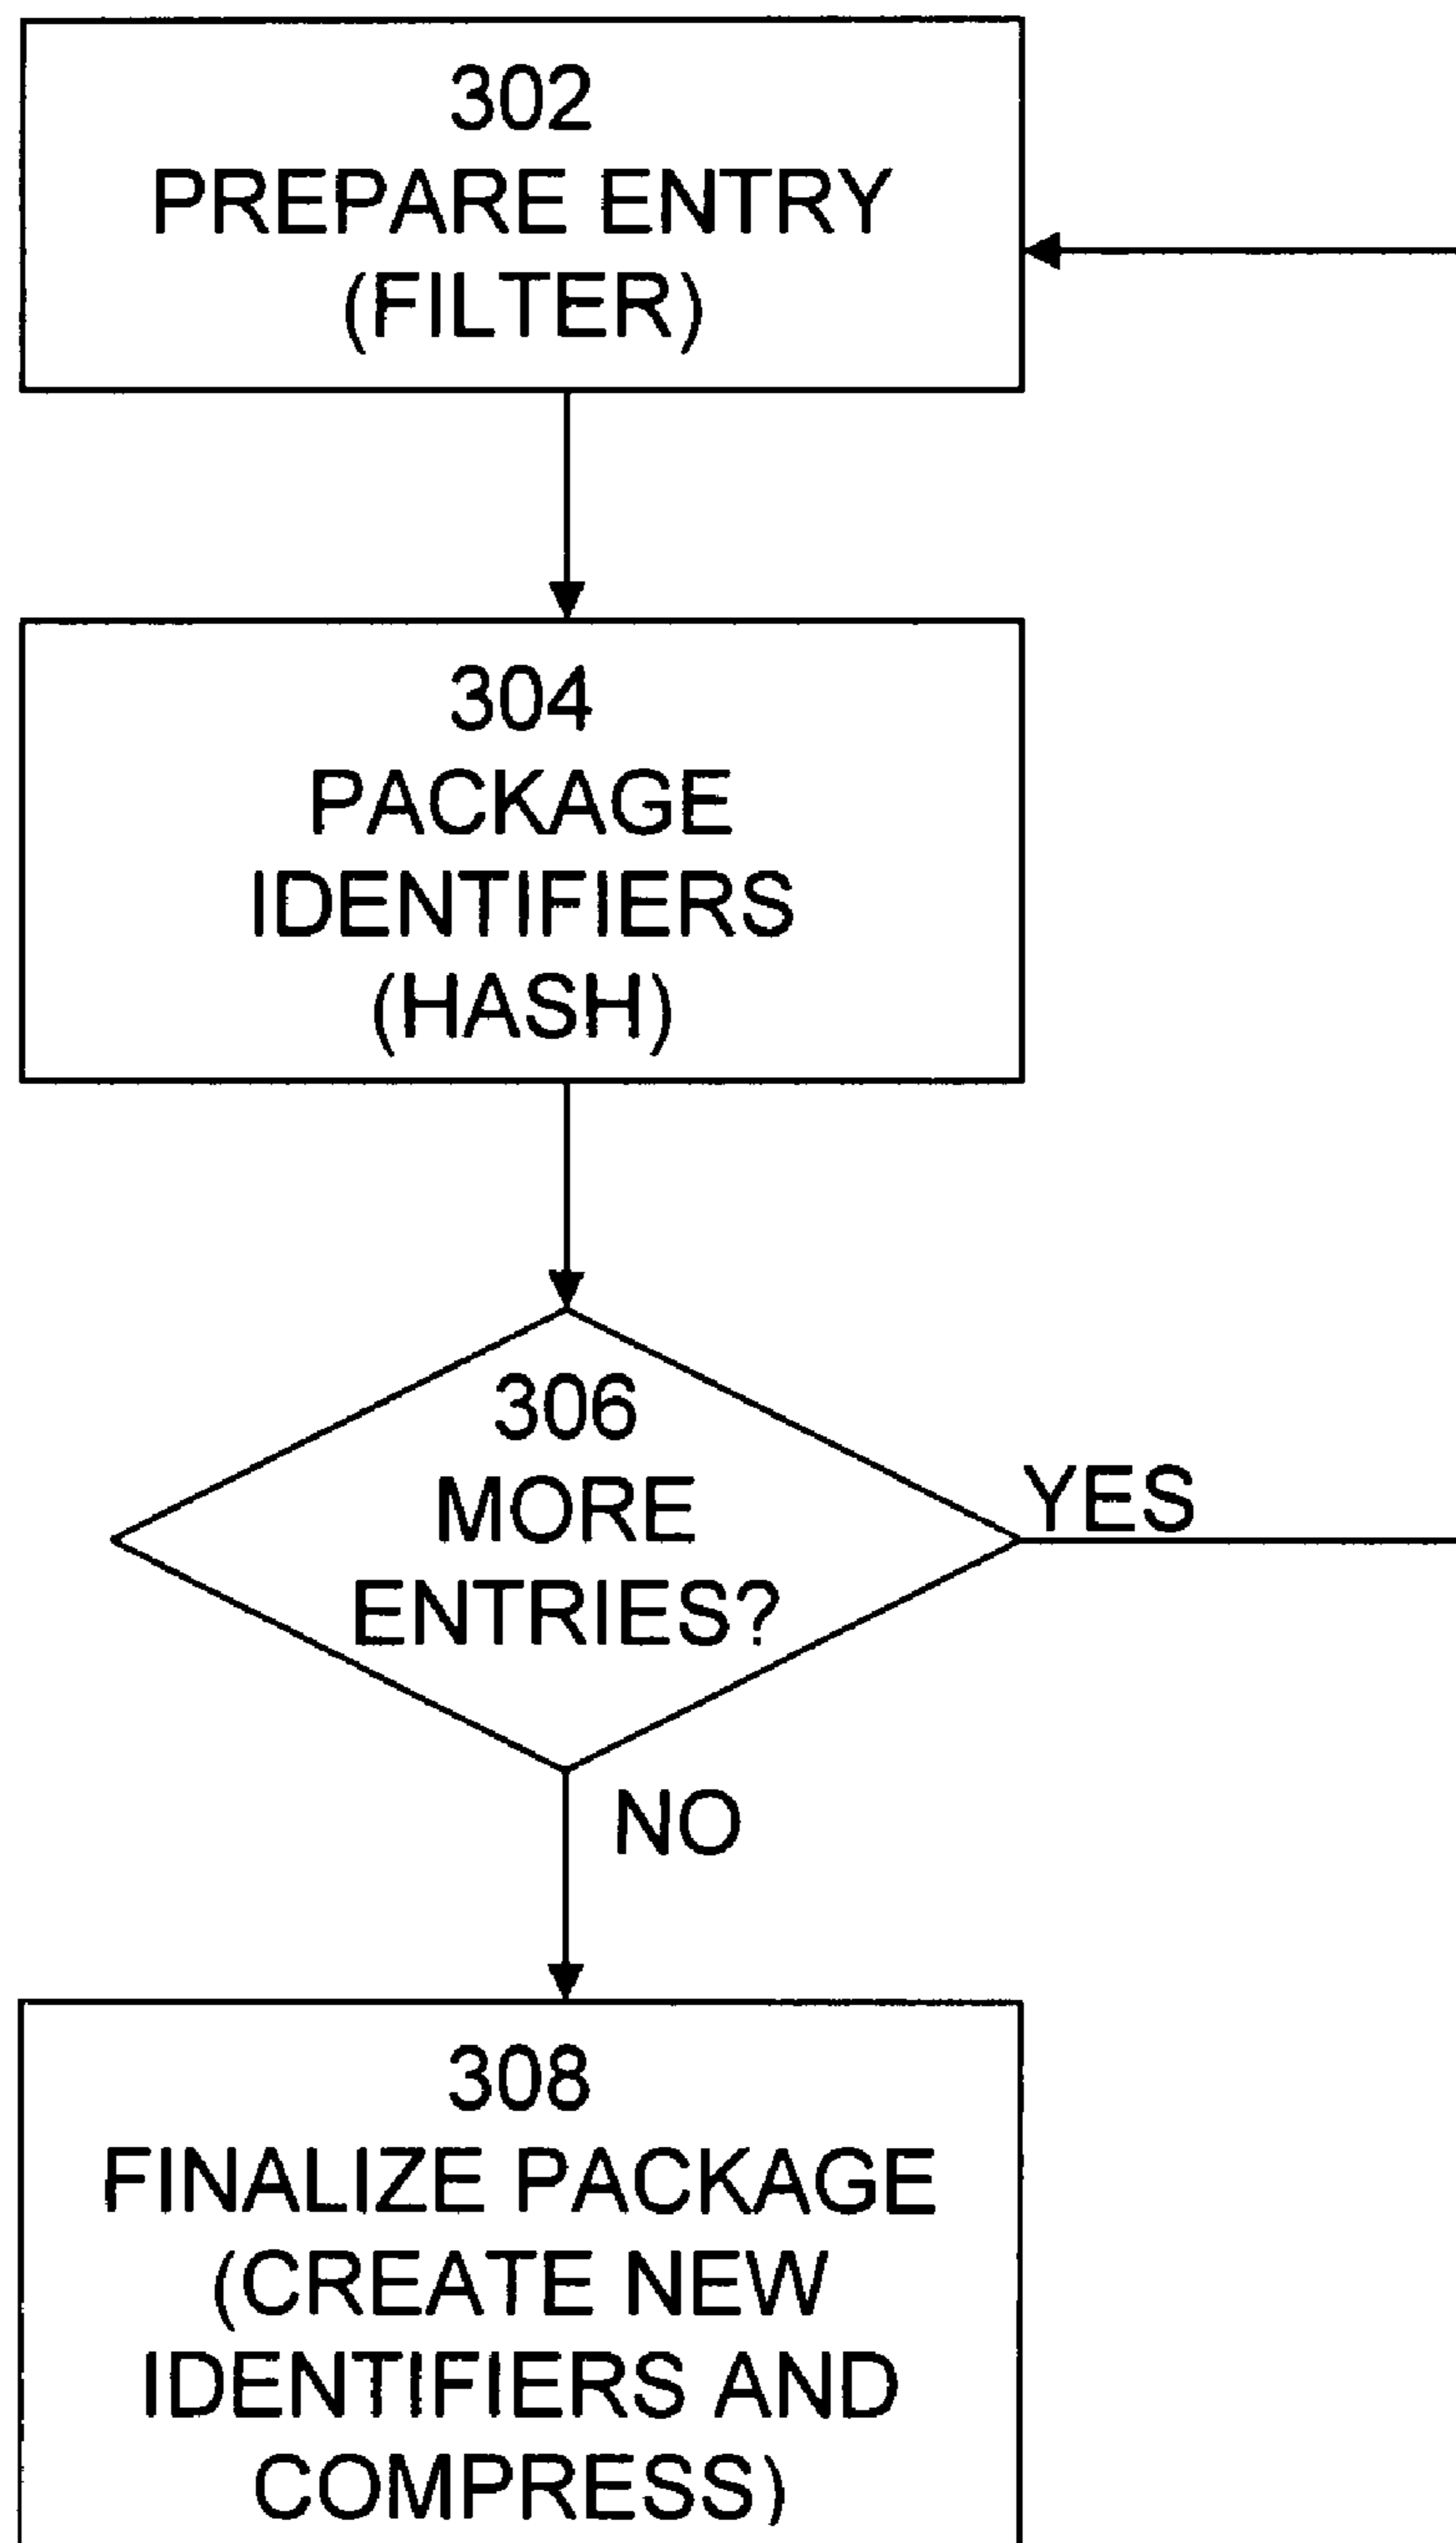 302
PREPARE ENTRY
(FILTER)
304
PACKAGE
IDENTIFIERS
(HASH)
306
MORE
ENTRIES?
YES
NO
308
FINALIZE PACKAGE
(CREATE NEW
IDENTIFIERS AND
COMPRESS)